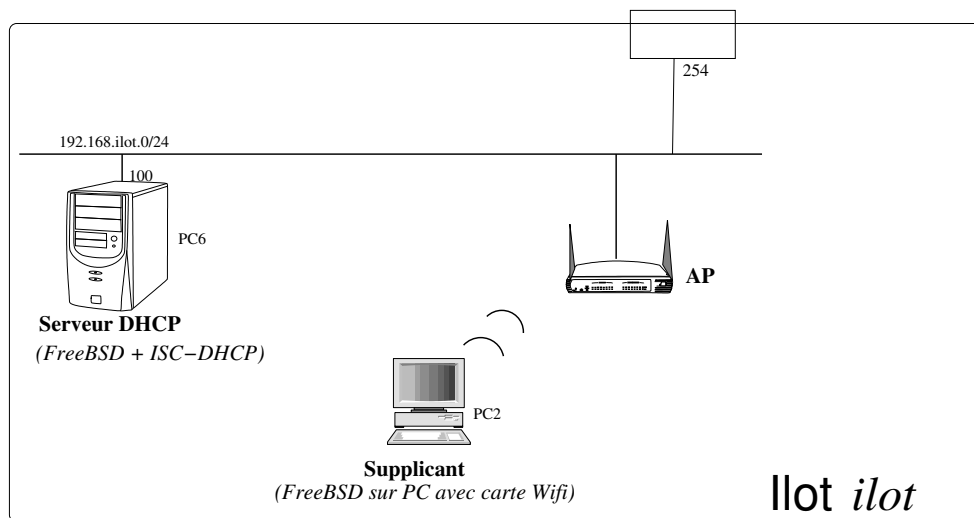 254
192.168.ilot.0/24
100
PC6
AP
Serveur DHCP
(FreeBSD + ISC−DHCP)
PC2
Supplicant
(FreeBSD sur PC avec carte Wifi)
Ilot ilot